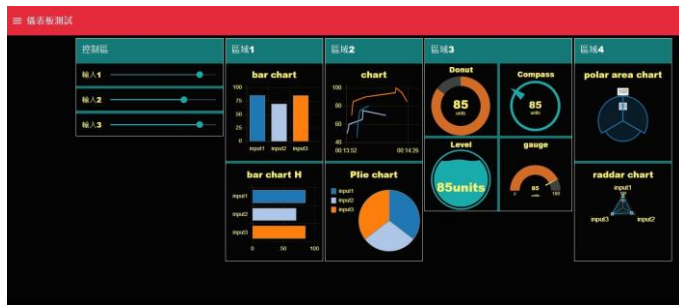 儀表板測試
控制區
輸入1
輸入2
輸入3
區域1
bar chart
100
75
50
25
0
input1 input2 input3
bar chart H
input1
input2
input3
0 50 100
區域2
chart
100
80
60
40
00:13:52 00:14:26
Plie chart
input1
input2
input3
區域3
Donut
85
units
Compass
85
units
Level
85units
gauge
85
units
0 100
區域4
polar area chart
raddar chart
input1
input3 input2